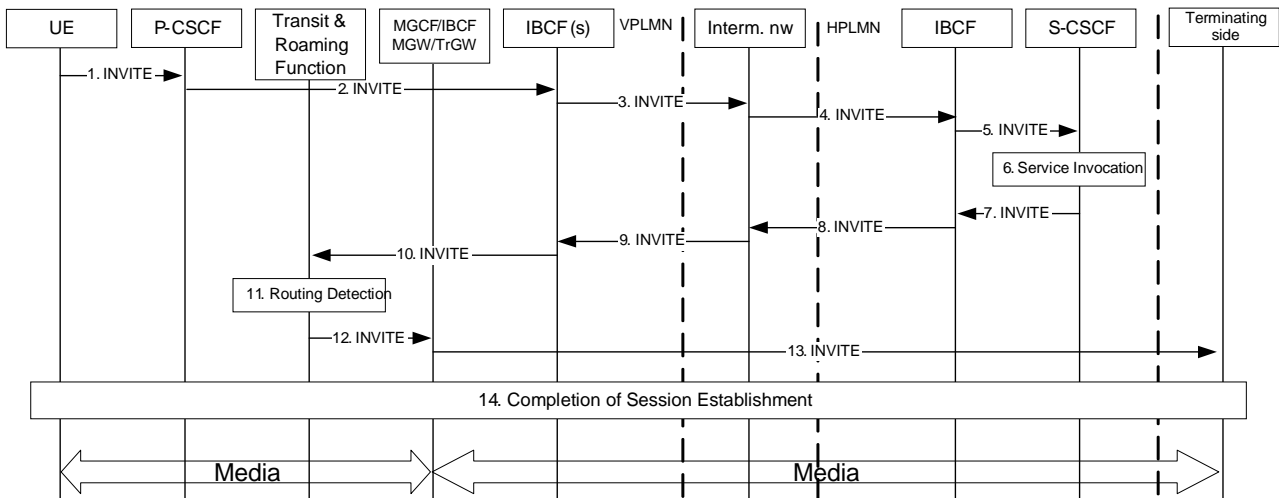 UE
P-CSCF
Transit &
Roaming
Function
MGCF/IBCF
MGW/TrGW
IBCF (s)
VPLMN
Interm. nw
HPLMN
IBCF
S-CSCF
Terminating
side
1. INVITE
2. INVITE
3. INVITE
4. INVITE
5. INVITE
6. Service Invocation
7. INVITE
8. INVITE
9. INVITE
10. INVITE
11. Routing Detection
12. INVITE
13. INVITE
14. Completion of Session Establishment
Media
Media